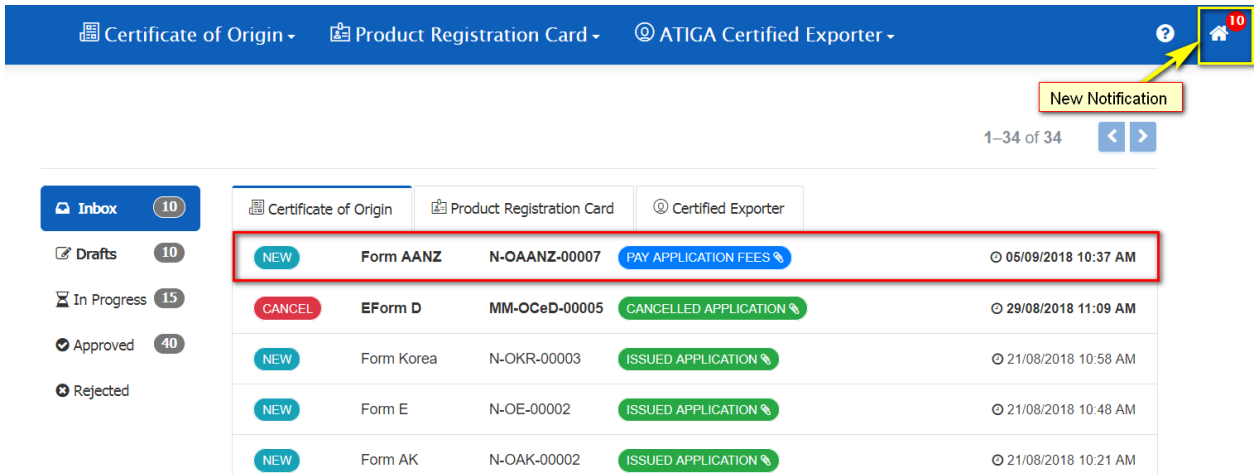 Certificate of Origin Product Registration Card ATIGA Certified Exporter 10
New Notification
1–34 of 34
Inbox 10
Drafts 10
In Progress 15
Approved 40
Rejected
Certificate of Origin Product Registration Card Certified Exporter
NEW Form AANZ N-OAANZ-00007 PAY APPLICATION FEES 05/09/2018 10:37 AM
CANCEL EForm D MM-OCeD-00005 CANCELLED APPLICATION 29/08/2018 11:09 AM
NEW Form Korea N-OKR-00003 ISSUED APPLICATION 21/08/2018 10:58 AM
NEW Form E N-OE-00002 ISSUED APPLICATION 21/08/2018 10:48 AM
NEW Form AK N-OAK-00002 ISSUED APPLICATION 21/08/2018 10:21 AM